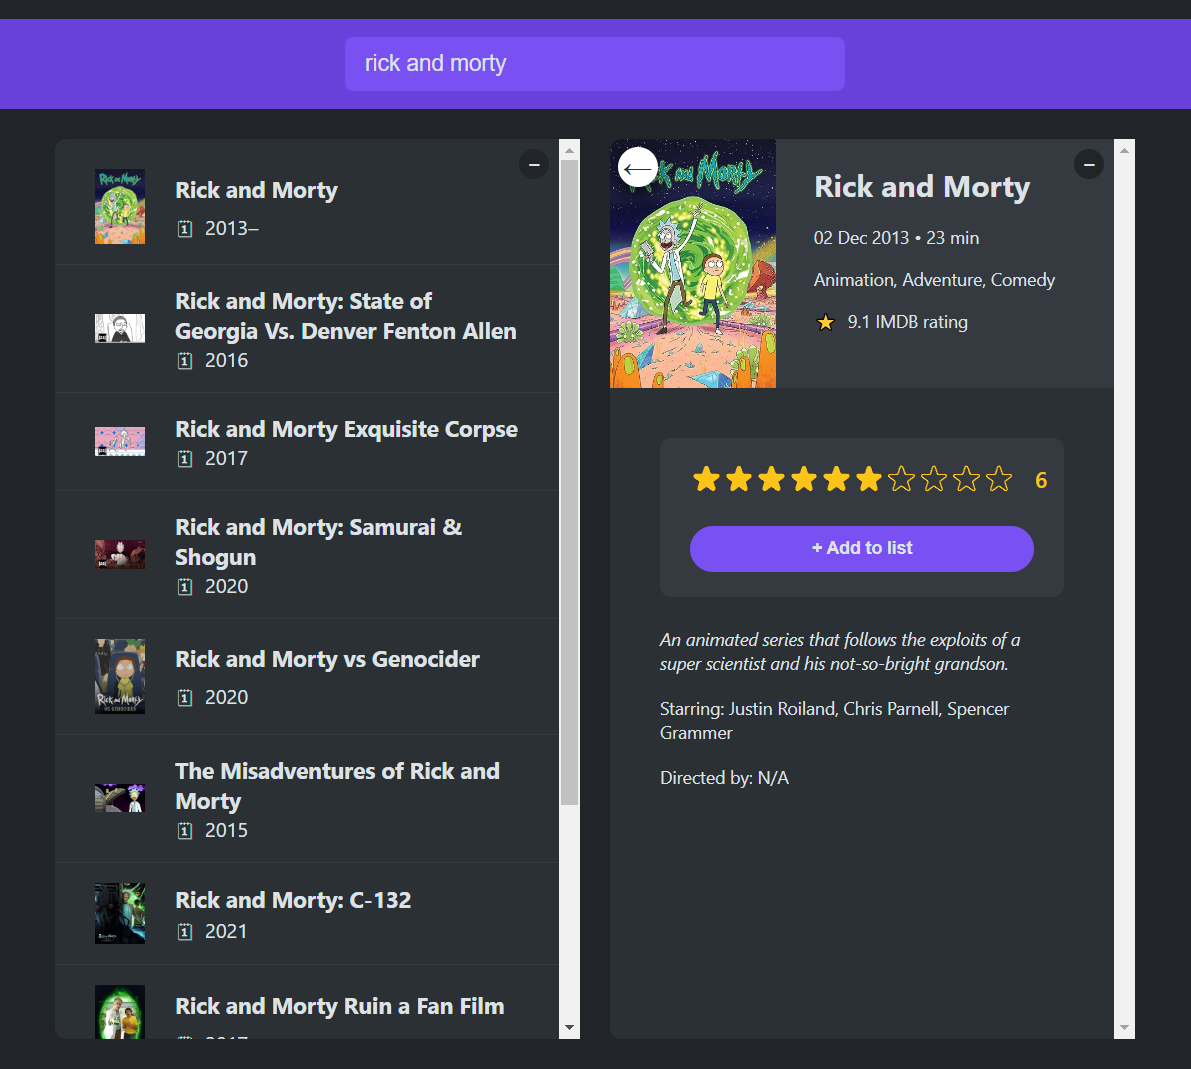 rick and morty
Rick and Morty
2013–
Rick and Morty: State of
Georgia Vs. Denver Fenton Allen
2016
Rick and Morty Exquisite Corpse
2017
Rick and Morty: Samurai &
Shogun
2020
Rick and Morty vs Genocider
2020
The Misadventures of Rick and
Morty
2015
Rick and Morty: C-132
2021
Rick and Morty Ruin a Fan Film
2017
Rick and Morty
02 Dec 2013 • 23 min
Animation, Adventure, Comedy
9.1 IMDB rating
6
+ Add to list
An animated series that follows the exploits of a
super scientist and his not-so-bright grandson.
Starring: Justin Roiland, Chris Parnell, Spencer
Grammer
Directed by: N/A